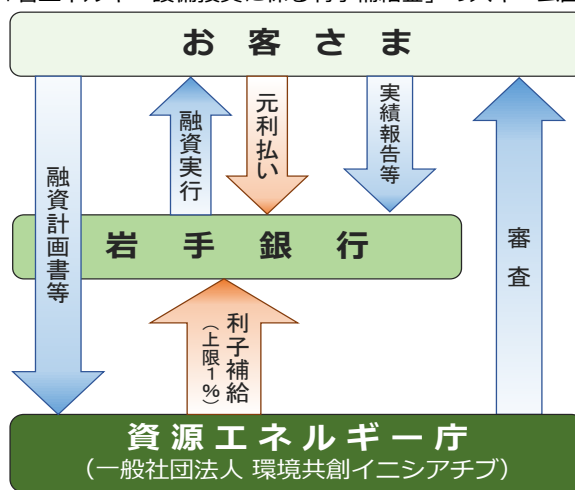 お客さま
融資計画書等
融資実行
元利払い
実績報告等
審査
岩手銀行
利子補給
（上限1％）
資源エネルギー庁
（一般社団法人 環境共創イニシアチブ）